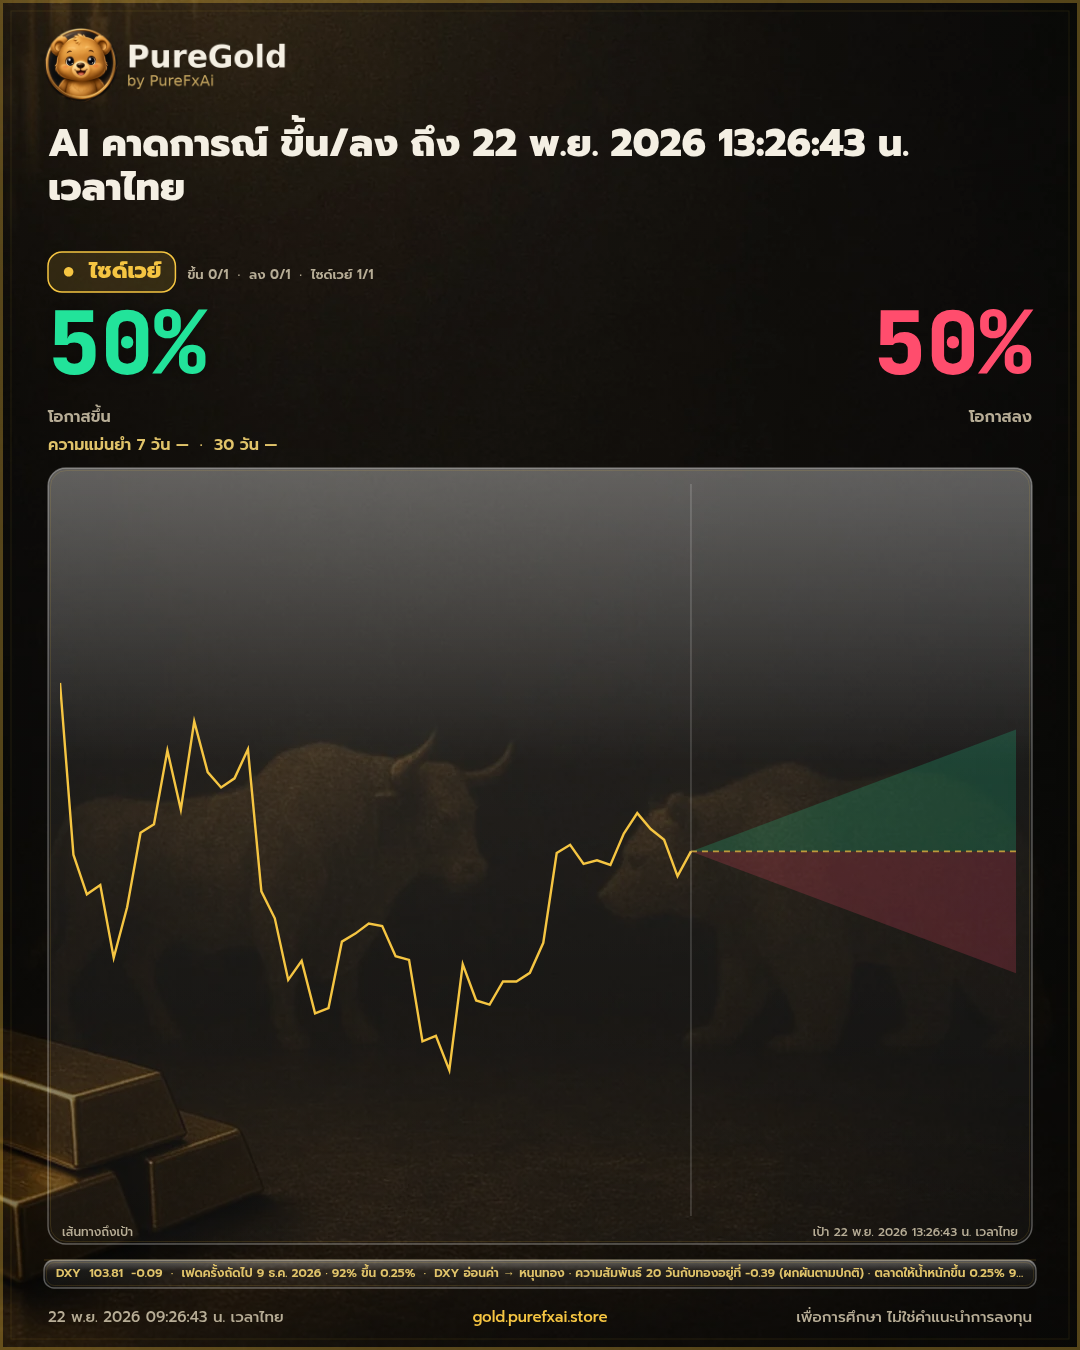 PureGold
by PureFxAi
AI คาดการณ์ ขึ้น/ลง ถึง 22 พ.ย. 2026 13:26:43 น.
เวลาไทย
ไซด์เวย์
ขึ้น 0/1 · ลง 0/1 · ไซด์เวย์ 1/1
50%
50%
โอกาสขึ้น
โอกาสลง
ความแม่นยำ 7 วัน — · 30 วัน —
เส้นทางถึงเป้า
เป้า 22 พ.ย. 2026 13:26:43 น. เวลาไทย
DXY 103.81 -0.09 · เฟดครั้งถัดไป 9 ธ.ค. 2026 · 92% ขึ้น 0.25% · DXY อ่อนค่า → หนุนทอง · ความสัมพันธ์ 20 วันกับทองอยู่ที่ -0.39 (ผกผันตามปกติ) · ตลาดให้น้ำหนักขึ้น 0.25% 9…
22 พ.ย. 2026 09:26:43 น. เวลาไทย
gold.purefxai.store
เพื่อการศึกษา ไม่ใช่คำแนะนำการลงทุน